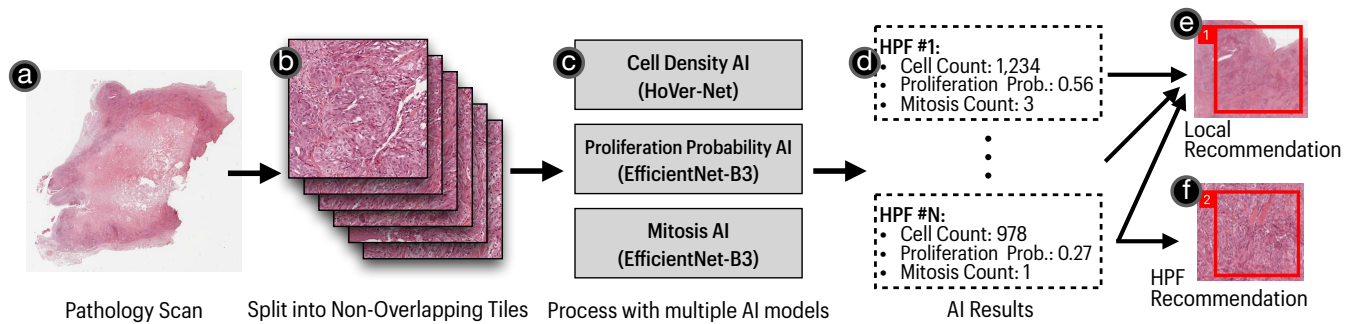 a
Pathology Scan
b
Split into Non-Overlapping Tiles
c
Cell Density AI
(HoVer-Net)
Proliferation Probability AI
(EfficientNet-B3)
Mitosis AI
(EfficientNet-B3)
Process with multiple AI models
d
HPF #1:
• Cell Count: 1,234
• Proliferation Prob.: 0.56
• Mitosis Count: 3
HPF #N:
• Cell Count: 978
• Proliferation Prob.: 0.27
• Mitosis Count: 1
AI Results
e
1
Local
Recommendation
f
2
HPF
Recommendation